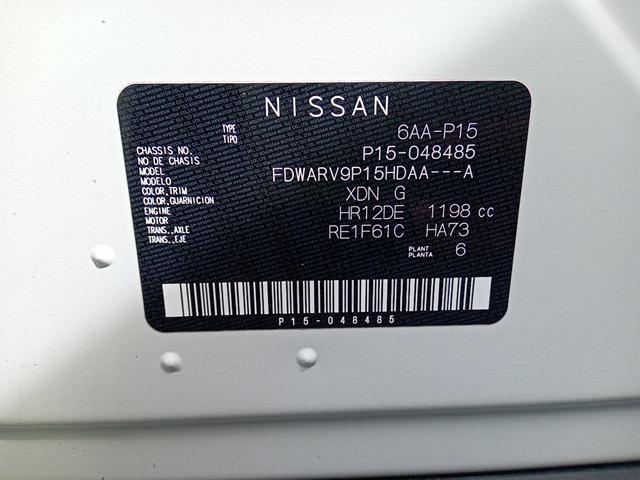 NISSAN
TYPE
TIPO
6AA-P15
CHASSIS NO.
NO DE CHASIS
P15-048485
MODEL
MODELO
FDWARV9P15HDAA---A
COLOR,TRIM
COLOR,GUARNICION
XDN G
ENGINE
MOTOR
HR12DE 1198 cc
TRANS.,AXLE
TRANS.,EJE
RE1F61C HA73
PLANT
PLANTA
6
P15-048485